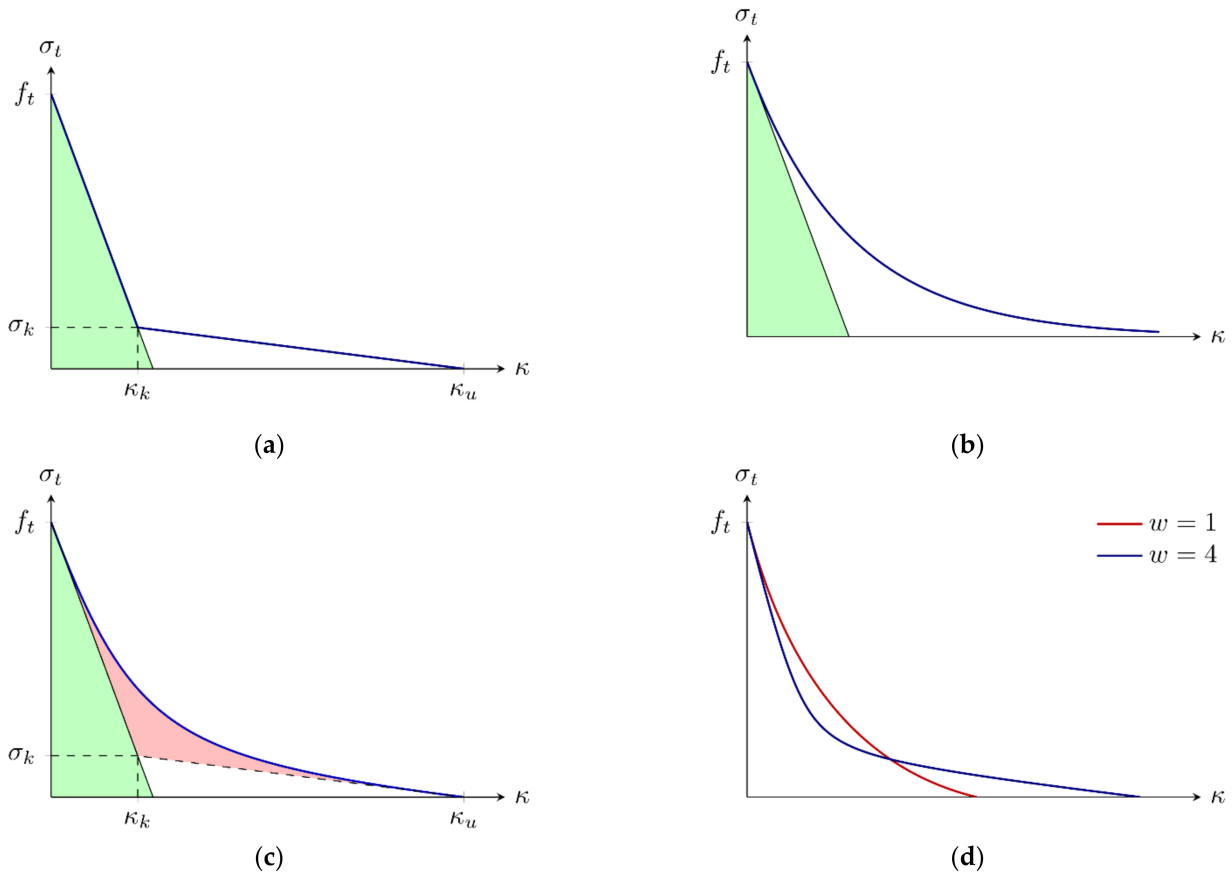 σ_t
f_t
σ_k
κ_k
κ_u
κ
(a)
σ_t
f_t
κ
(b)
σ_t
f_t
σ_k
κ_k
κ_u
κ
(c)
σ_t
f_t
w = 1
w = 4
κ
(d)